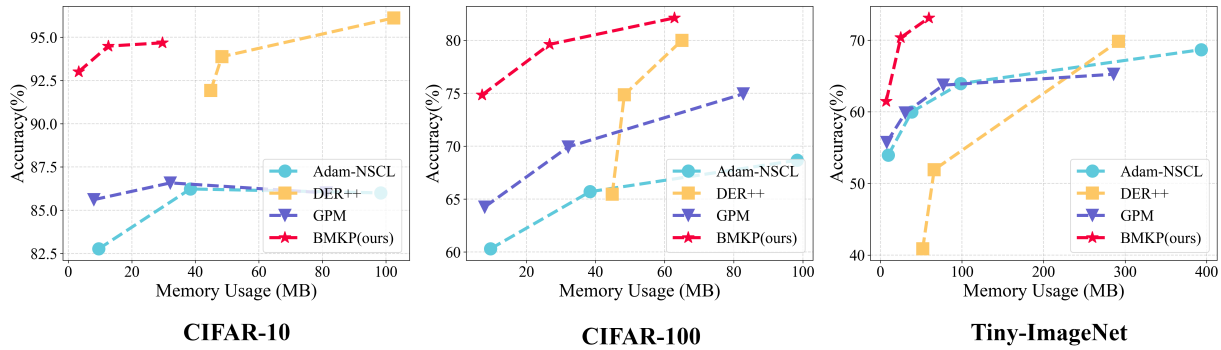 Accuracy(%)
95.0
92.5
90.0
87.5
85.0
82.5
0
20
40
60
80
100
Memory Usage (MB)
Adam-NSCL
DER++
GPM
BMKP(ours)
CIFAR-10
Accuracy(%)
80
75
70
65
60
0
20
40
60
80
100
Memory Usage (MB)
Adam-NSCL
DER++
GPM
BMKP(ours)
CIFAR-100
Accuracy(%)
70
60
50
40
0
100
200
300
400
Memory Usage (MB)
Adam-NSCL
DER++
GPM
BMKP(ours)
Tiny-ImageNet